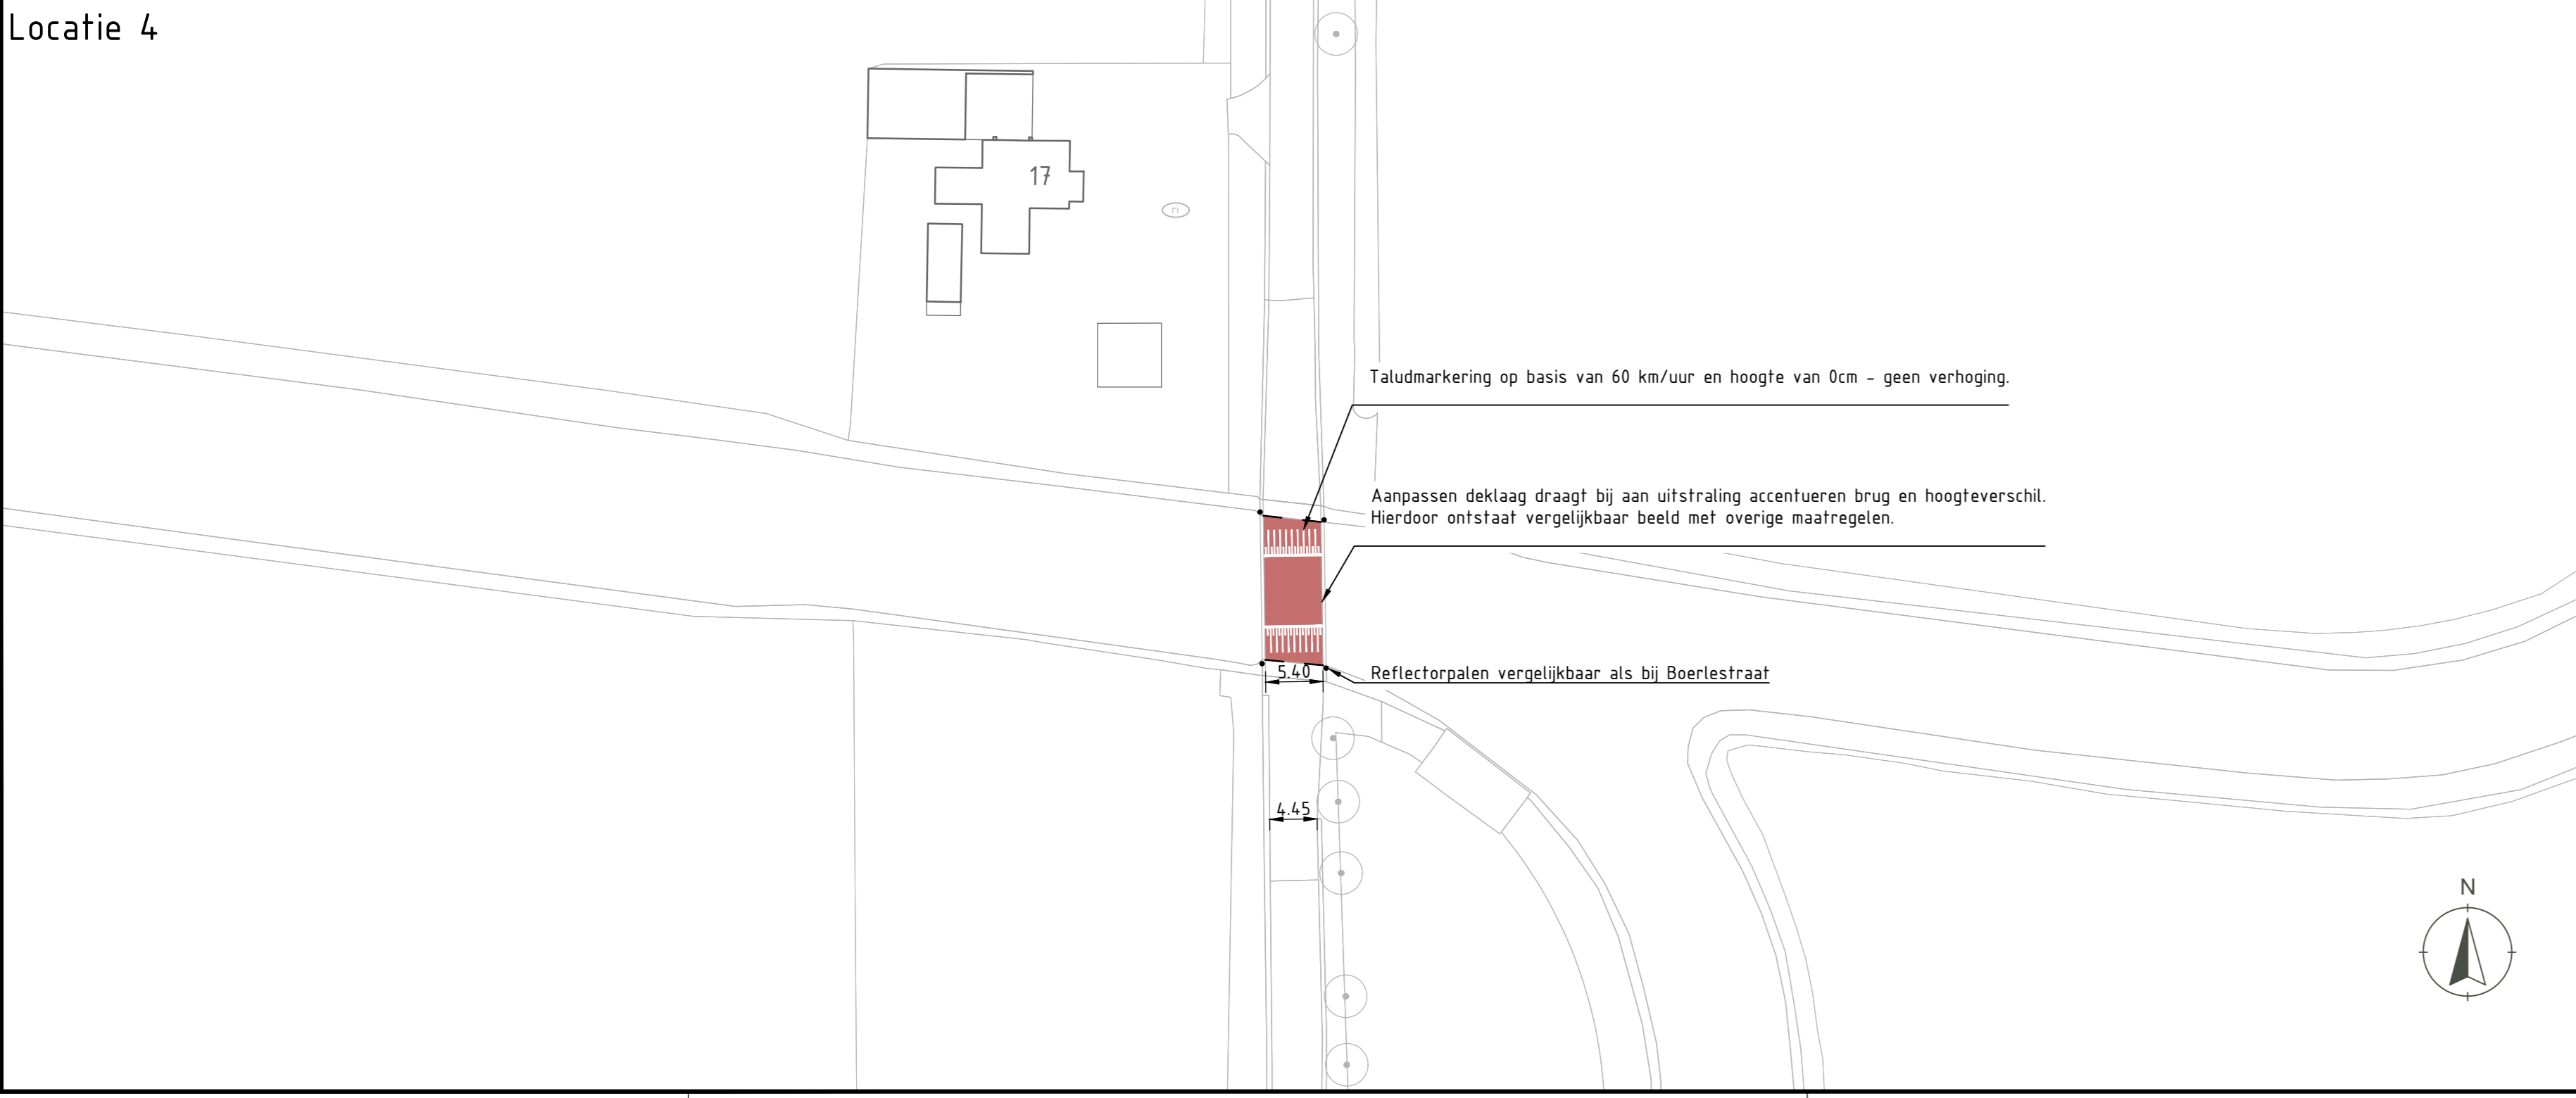 Locatie 4
17
ri
Taludmarkering op basis van 60 km/uur en hoogte van 0cm - geen verhoging.
Aanpassen deklaag draagt bij aan uitstraling accentueren brug en hoogteverschil.
Hierdoor ontstaat vergelijkbaar beeld met overige maatregelen.
5.40
Reflectorpalen vergelijkbaar als bij Boerlestraat
4.45
N